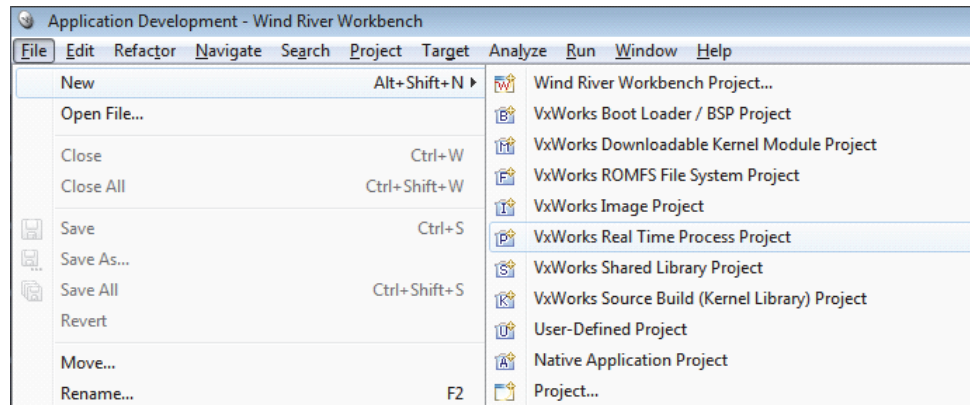 Application Development - Wind River Workbench
File Edit Refactor Navigate Search Project Target Analyze Run Window Help
New Alt+Shift+N
Open File...
Close Ctrl+W
Close All Ctrl+Shift+W
Save Ctrl+S
Save As...
Save All Ctrl+Shift+S
Revert
Move...
Rename... F2
Wind River Workbench Project...
VxWorks Boot Loader / BSP Project
VxWorks Downloadable Kernel Module Project
VxWorks ROMFS File System Project
VxWorks Image Project
VxWorks Real Time Process Project
VxWorks Shared Library Project
VxWorks Source Build (Kernel Library) Project
User-Defined Project
Native Application Project
Project...